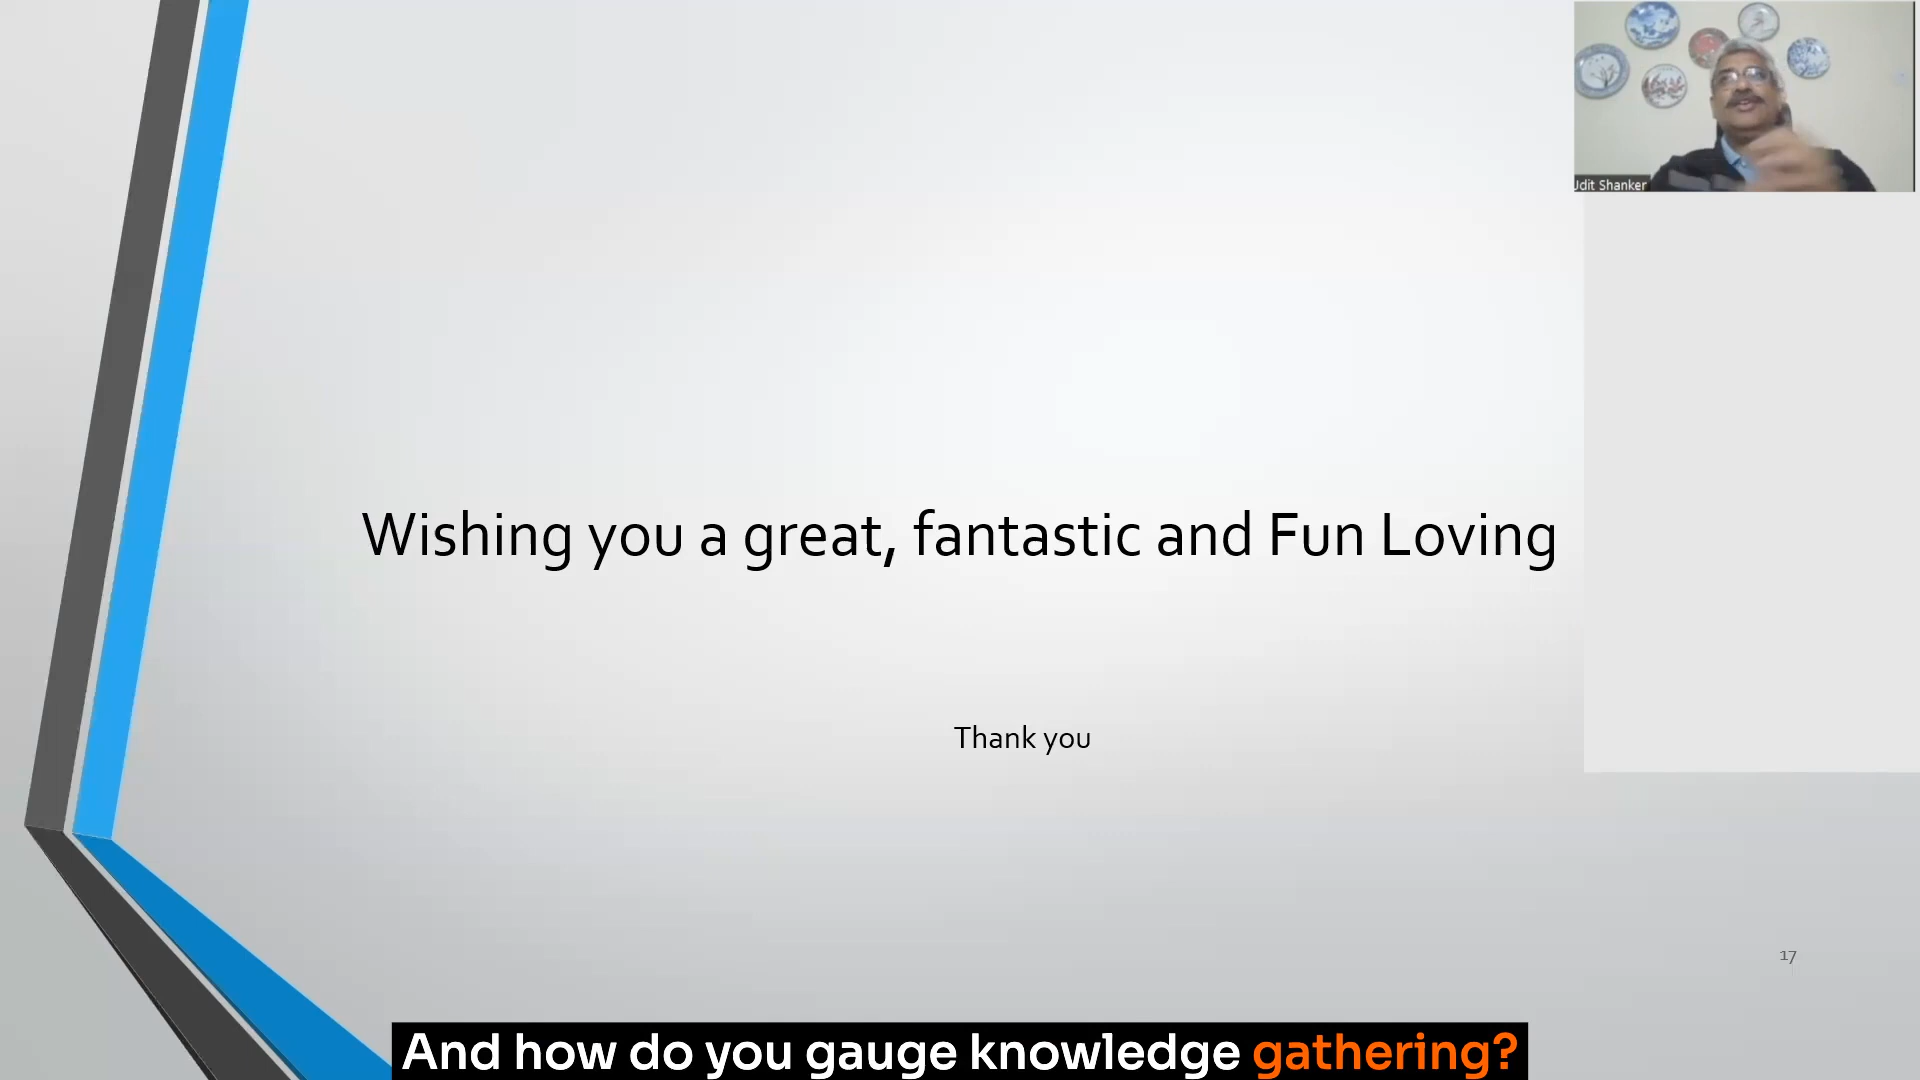 Udit Shanker
Wishing you a great, fantastic and Fun Loving
Thank you
17
And how do you gauge knowledge gathering?